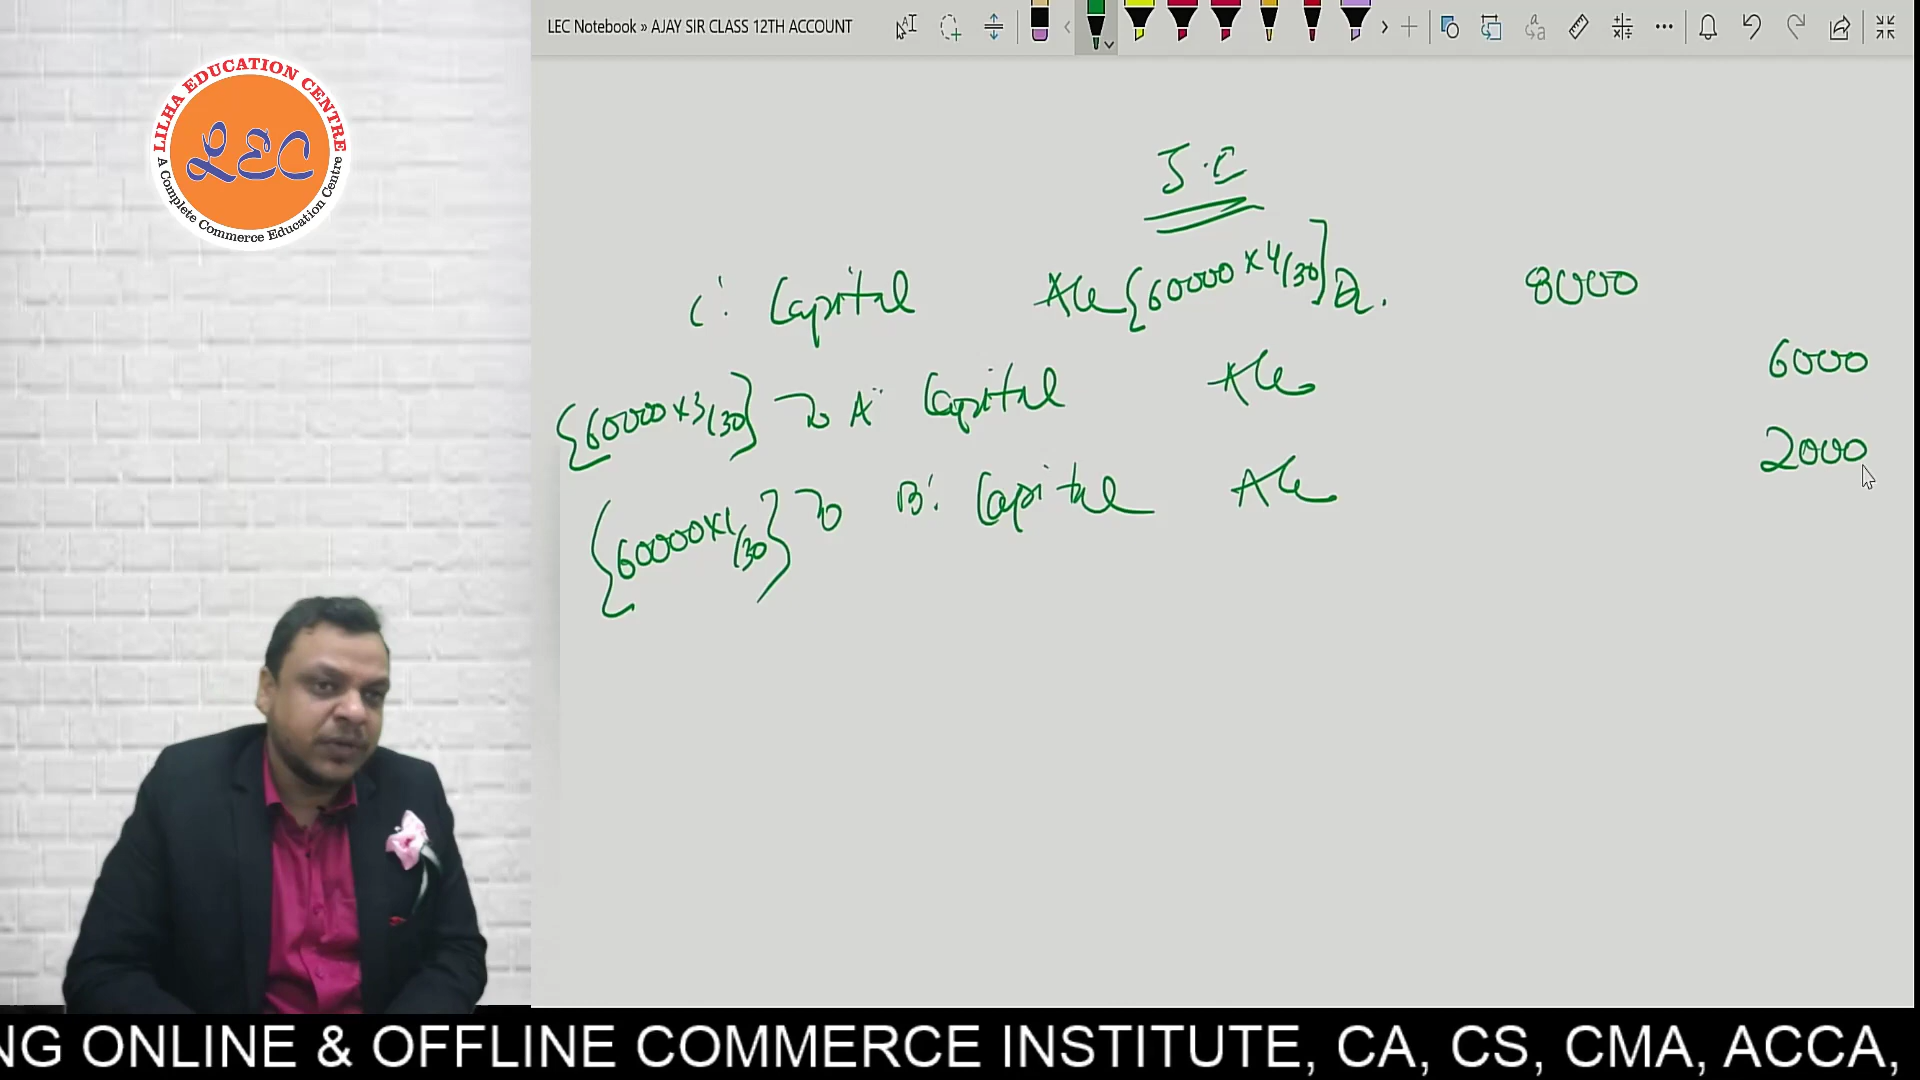 LEC Notebook » AJAY SIR CLASS 12TH ACCOUNT
LILHA EDUCATION CENTRE
LEC
A Complete Commerce Education Centre
J.E
C' Capital A/c {60000 x 4/30} Dr. 8000
{60000 x 3/30} To A' Capital A/c 6000
{60000 x 1/30} To B' Capital A/c 2000
NG ONLINE & OFFLINE COMMERCE INSTITUTE, CA, CS, CMA, ACCA,